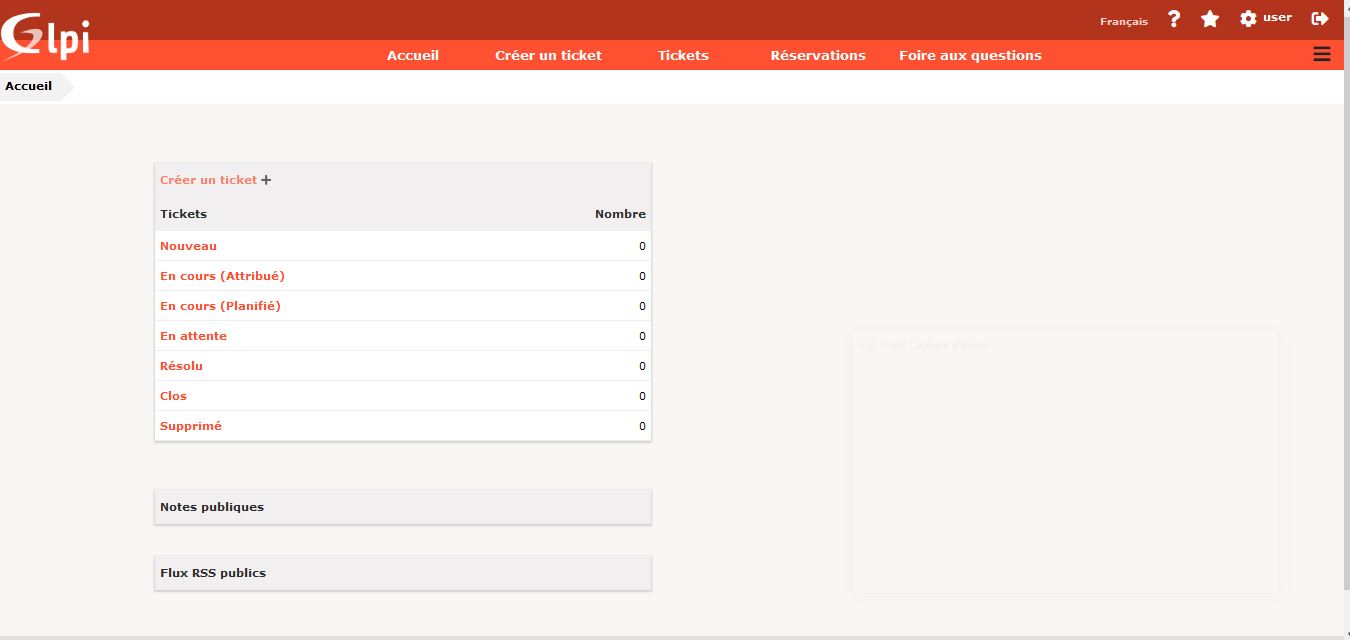 Glpi
Français ? user
Accueil Créer un ticket Tickets Réservations Foire aux questions
Accueil
Créer un ticket +
Tickets Nombre
Nouveau 0
En cours (Attribué) 0
En cours (Planifié) 0
En attente 0
Résolu 0
Clos 0
Supprimé 0
Outil Capture d'écran
Notes publiques
Flux RSS publics